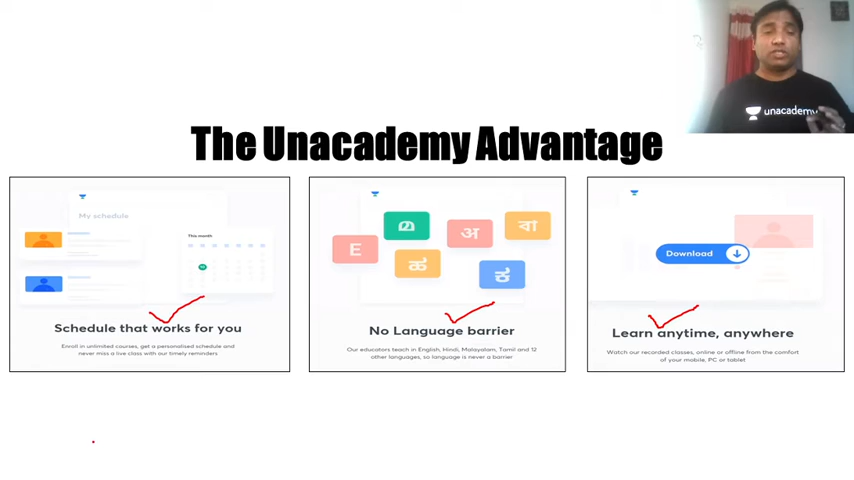 unacademy
The Unacademy Advantage
My schedule
This month
Schedule that works for you
Enroll in unlimited courses, get a personalised schedule and
never miss a live class with our timely reminders
E
മ
अ
বা
ಹ
ಕ
No Language barrier
Our educators teach in English, Hindi, Malayalam, Tamil and 12
other languages, so language is never a barrier
Download
Learn anytime, anywhere
Watch our recorded classes, online or offline from the comfort
of your mobile, PC or tablet